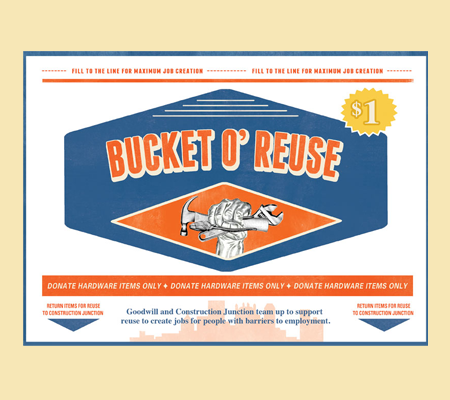 FILL TO THE LINE FOR MAXIMUM JOB CREATION FILL TO THE LINE FOR MAXIMUM JOB CREATION
$1
BUCKET O' REUSE
DONATE HARDWARE ITEMS ONLY + DONATE HARDWARE ITEMS ONLY + DONATE HARDWARE ITEMS ONLY
RETURN ITEMS FOR REUSE
TO CONSTRUCTION JUNCTION
Goodwill and Construction Junction team up to support
reuse to create jobs for people with barriers to employment.
RETURN ITEMS FOR REUSE
TO CONSTRUCTION JUNCTION